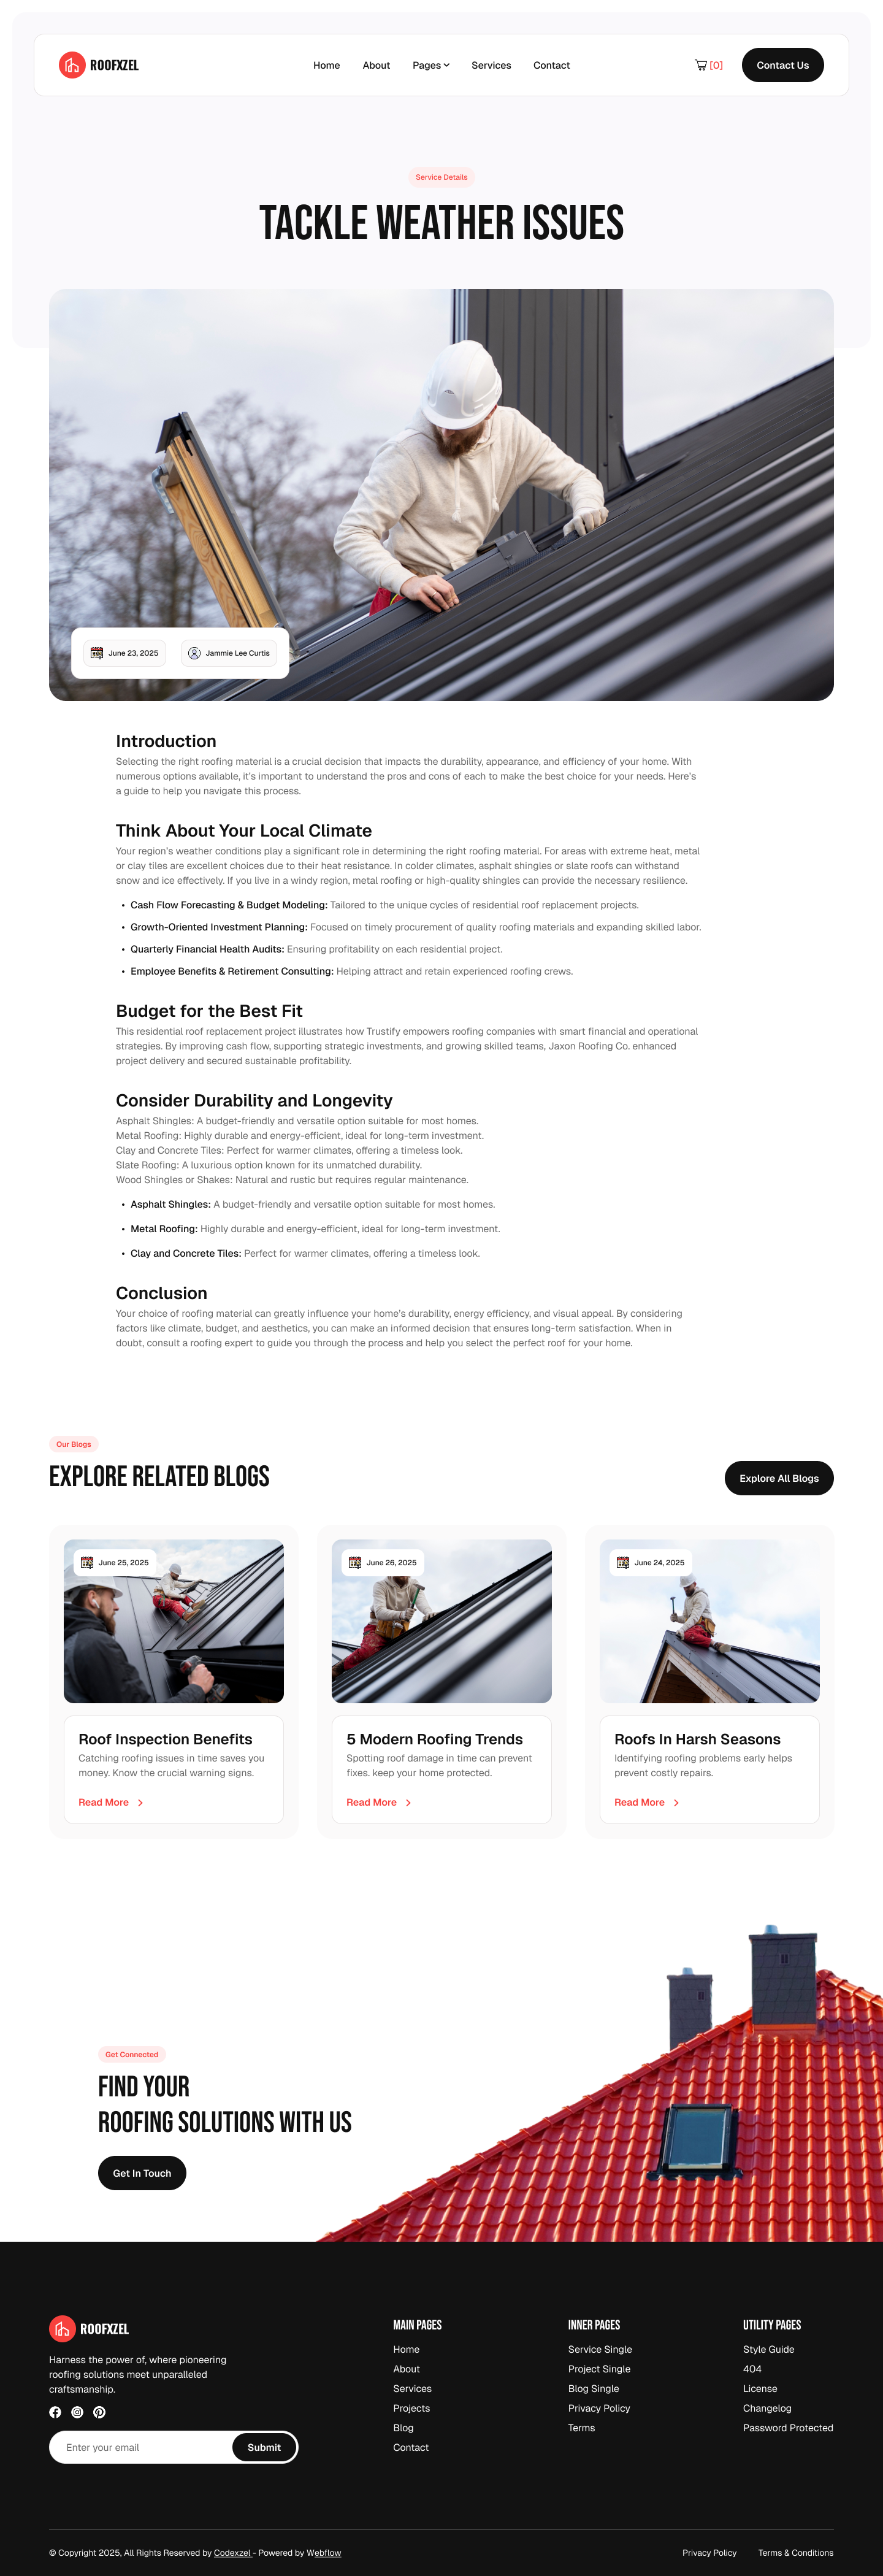 ROOFXZEL
Home
About
Pages
Services
Contact
[0]
Contact Us
Service Details
TACKLE WEATHER ISSUES
June 23, 2025
Jammie Lee Curtis
Introduction
Selecting the right roofing material is a crucial decision that impacts the durability, appearance, and efficiency of your home. With
numerous options available, it's important to understand the pros and cons of each to make the best choice for your needs. Here's
a guide to help you navigate this process.
Think About Your Local Climate
Your region's weather conditions play a significant role in determining the right roofing material. For areas with extreme heat, metal
or clay tiles are excellent choices due to their heat resistance. In colder climates, asphalt shingles or slate roofs can withstand
snow and ice effectively. If you live in a windy region, metal roofing or high-quality shingles can provide the necessary resilience.
• Cash Flow Forecasting & Budget Modeling: Tailored to the unique cycles of residential roof replacement projects.
• Growth-Oriented Investment Planning: Focused on timely procurement of quality roofing materials and expanding skilled labor.
• Quarterly Financial Health Audits: Ensuring profitability on each residential project.
• Employee Benefits & Retirement Consulting: Helping attract and retain experienced roofing crews.
Budget for the Best Fit
This residential roof replacement project illustrates how Trustify empowers roofing companies with smart financial and operational
strategies. By improving cash flow, supporting strategic investments, and growing skilled teams, Jaxon Roofing Co. enhanced
project delivery and secured sustainable profitability.
Consider Durability and Longevity
Asphalt Shingles: A budget-friendly and versatile option suitable for most homes.
Metal Roofing: Highly durable and energy-efficient, ideal for long-term investment.
Clay and Concrete Tiles: Perfect for warmer climates, offering a timeless look.
Slate Roofing: A luxurious option known for its unmatched durability.
Wood Shingles or Shakes: Natural and rustic but requires regular maintenance.
• Asphalt Shingles: A budget-friendly and versatile option suitable for most homes.
• Metal Roofing: Highly durable and energy-efficient, ideal for long-term investment.
• Clay and Concrete Tiles: Perfect for warmer climates, offering a timeless look.
Conclusion
Your choice of roofing material can greatly influence your home's durability, energy efficiency, and visual appeal. By considering
factors like climate, budget, and aesthetics, you can make an informed decision that ensures long-term satisfaction. When in
doubt, consult a roofing expert to guide you through the process and help you select the perfect roof for your home.
Our Blogs
EXPLORE RELATED BLOGS
Explore All Blogs
June 25, 2025
Roof Inspection Benefits
Catching roofing issues in time saves you
money. Know the crucial warning signs.
Read More
June 26, 2025
5 Modern Roofing Trends
Spotting roof damage in time can prevent
fixes. keep your home protected.
Read More
June 24, 2025
Roofs In Harsh Seasons
Identifying roofing problems early helps
prevent costly repairs.
Read More
Get Connected
FIND YOUR
ROOFING SOLUTIONS WITH US
Get In Touch
ROOFXZEL
Harness the power of, where pioneering
roofing solutions meet unparalleled
craftsmanship.
Enter your email
Submit
MAIN PAGES
Home
About
Services
Projects
Blog
Contact
INNER PAGES
Service Single
Project Single
Blog Single
Privacy Policy
Terms
UTILITY PAGES
Style Guide
404
License
Changelog
Password Protected
© Copyright 2025, All Rights Reserved by Codexzel - Powered by Webflow
Privacy Policy
Terms & Conditions